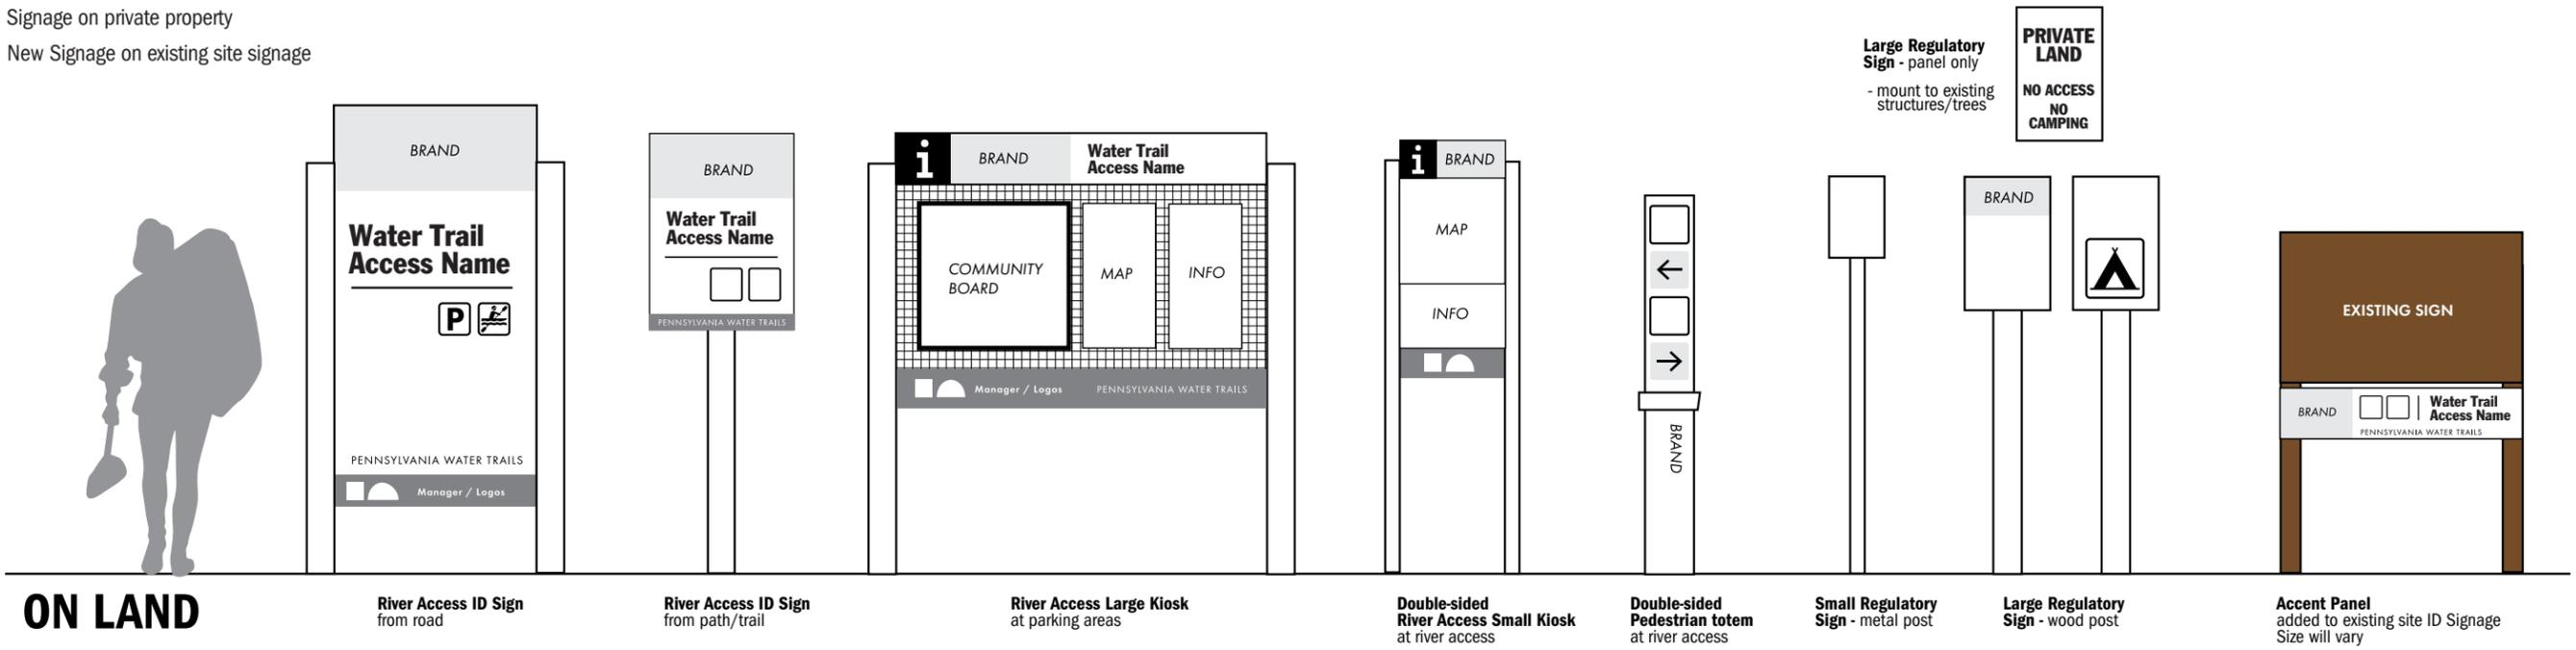 Signage on private property
New Signage on existing site signage
BRAND
Water Trail
Access Name
P
PENNSYLVANIA WATER TRAILS
Manager / Logos
BRAND
Water Trail
Access Name
PENNSYLVANIA WATER TRAILS
i
BRAND
Water Trail
Access Name
COMMUNITY
BOARD
MAP
INFO
Manager / Logos
PENNSYLVANIA WATER TRAILS
i
BRAND
MAP
INFO
BRAND
Large Regulatory
Sign - panel only
- mount to existing
structures/trees
PRIVATE
LAND
NO ACCESS
NO
CAMPING
BRAND
EXISTING SIGN
BRAND
Water Trail
Access Name
PENNSYLVANIA WATER TRAILS
ON LAND
River Access ID Sign
from road
River Access ID Sign
from path/trail
River Access Large Kiosk
at parking areas
Double-sided
River Access Small Kiosk
at river access
Double-sided
Pedestrian totem
at river access
Small Regulatory
Sign - metal post
Large Regulatory
Sign - wood post
Accent Panel
added to existing site ID Signage
Size will vary